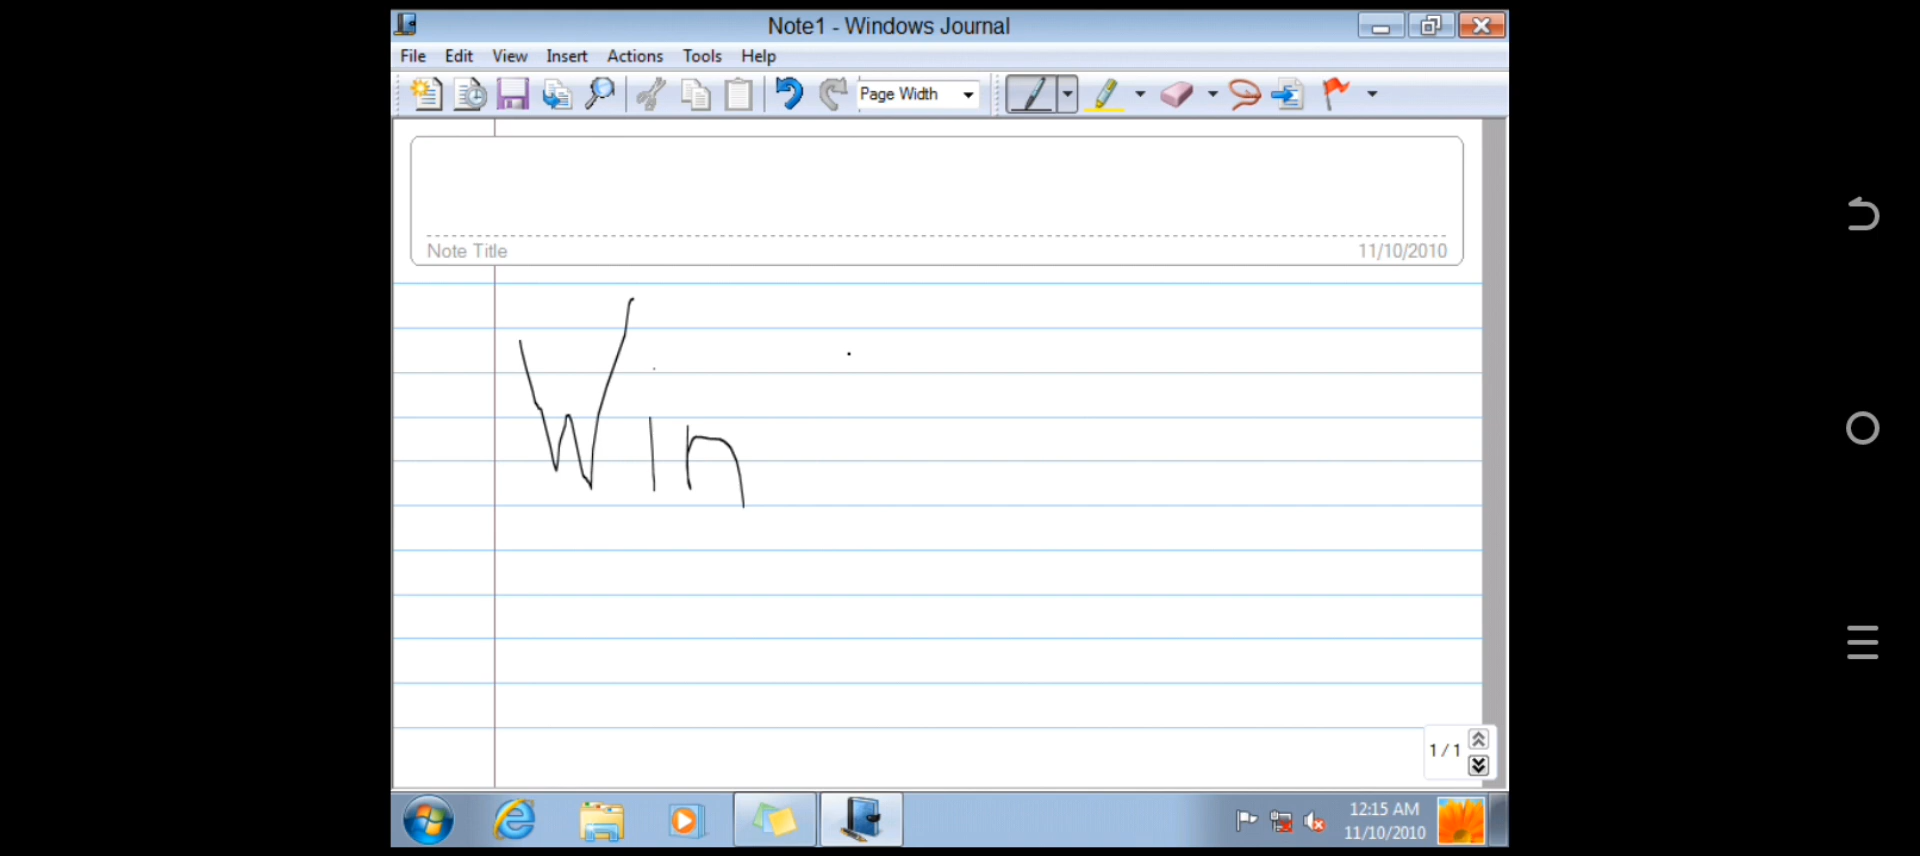 Note1 - Windows Journal
File Edit View Insert Actions Tools Help
Page Width
Note Title 11/10/2010
Win
1 / 1
12:15 AM
11/10/2010